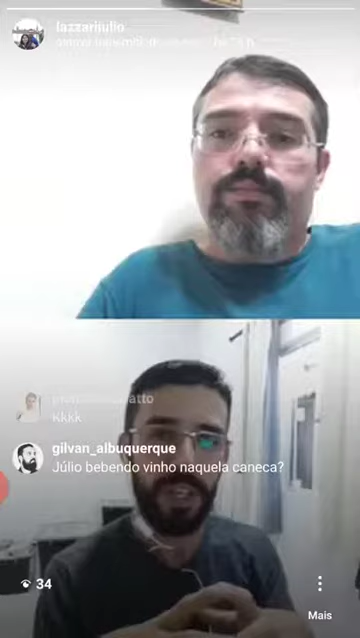 lazzarijulio
Kkkk
gilvan_albuquerque
Júlio bebendo vinho naquela caneca?
34
Mais